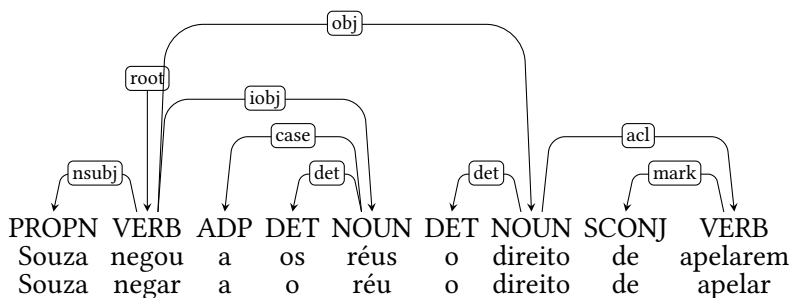 obj
root
iobj
case acl
nsubj det det mark
PROPN VERB ADP DET NOUN DET NOUN SCONJ VERB
Souza negou a os réus o direito de apelarem
Souza negar a o réu o direito de apelar